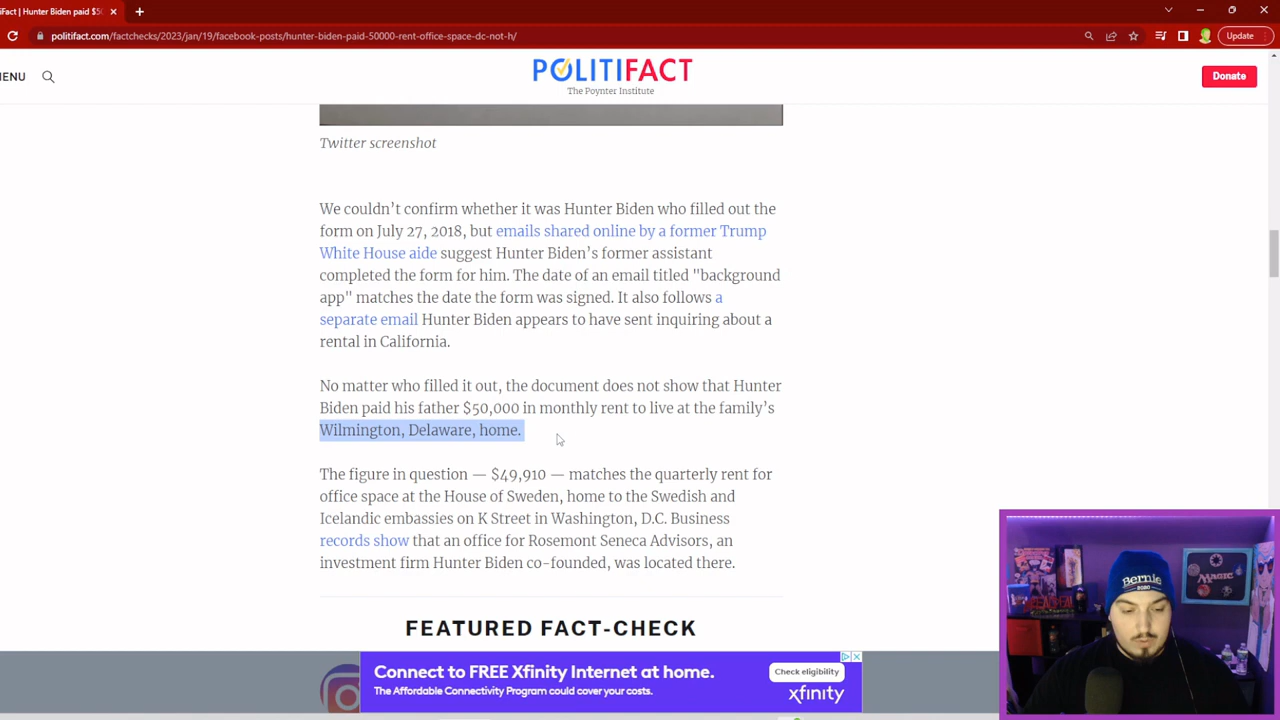 iFact | Hunter Biden paid $50
politifact.com/factchecks/2023/jan/19/facebook-posts/hunter-biden-paid-50000-rent-office-space-dc-not-h/
Update
ENU
POLITIFACT
The Poynter Institute
Donate
Twitter screenshot
We couldn’t confirm whether it was Hunter Biden who filled out the
form on July 27, 2018, but emails shared online by a former Trump
White House aide suggest Hunter Biden’s former assistant
completed the form for him. The date of an email titled "background
app" matches the date the form was signed. It also follows a
separate email Hunter Biden appears to have sent inquiring about a
rental in California.
No matter who filled it out, the document does not show that Hunter
Biden paid his father $50,000 in monthly rent to live at the family’s
Wilmington, Delaware, home.
The figure in question — $49,910 — matches the quarterly rent for
office space at the House of Sweden, home to the Swedish and
Icelandic embassies on K Street in Washington, D.C. Business
records show that an office for Rosemont Seneca Advisors, an
investment firm Hunter Biden co-founded, was located there.
FEATURED FACT-CHECK
Connect to FREE Xfinity Internet at home.
The Affordable Connectivity Program could cover your costs.
Check eligibility
xfinity
Bernie
2020
MAGIC